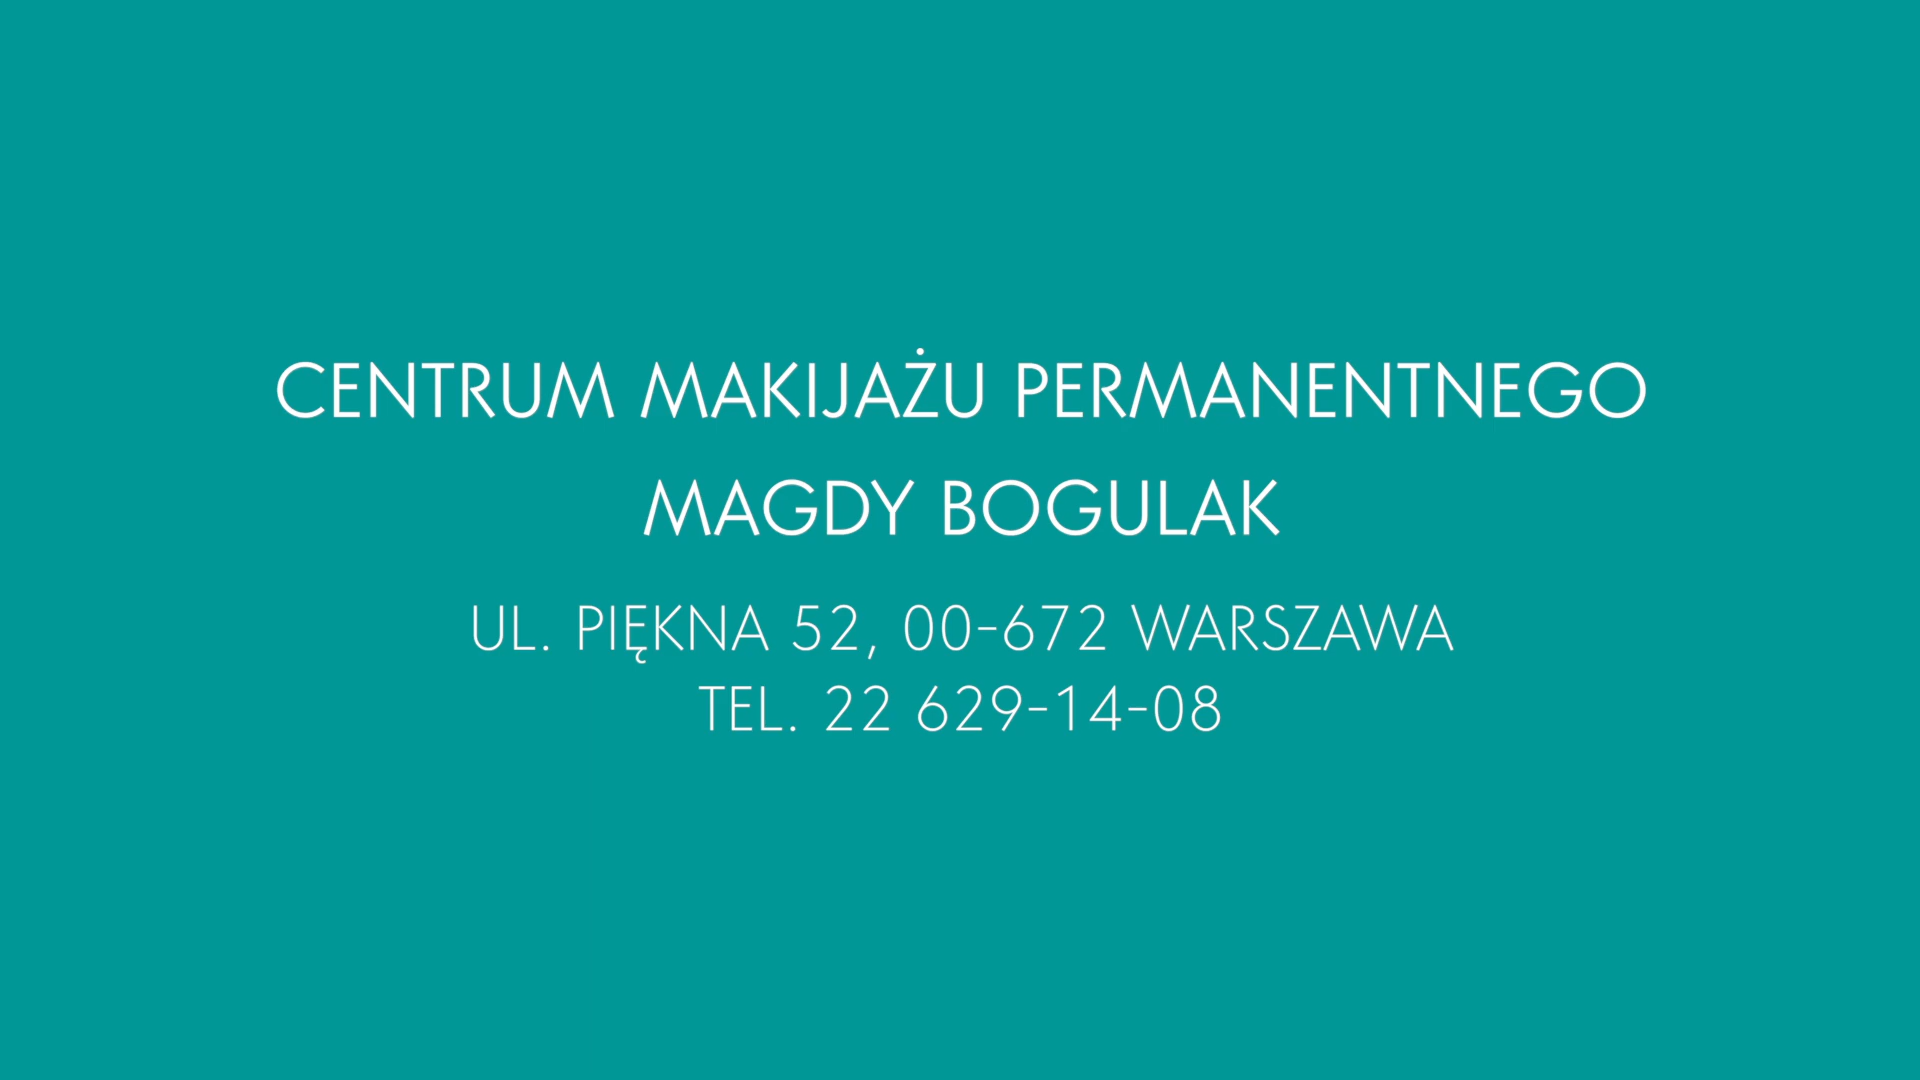 CENTRUM MAKIJAŻU PERMANENTNEGO
MAGDY BOGULAK
UL. PIĘKNA 52, 00-672 WARSZAWA
TEL. 22 629-14-08